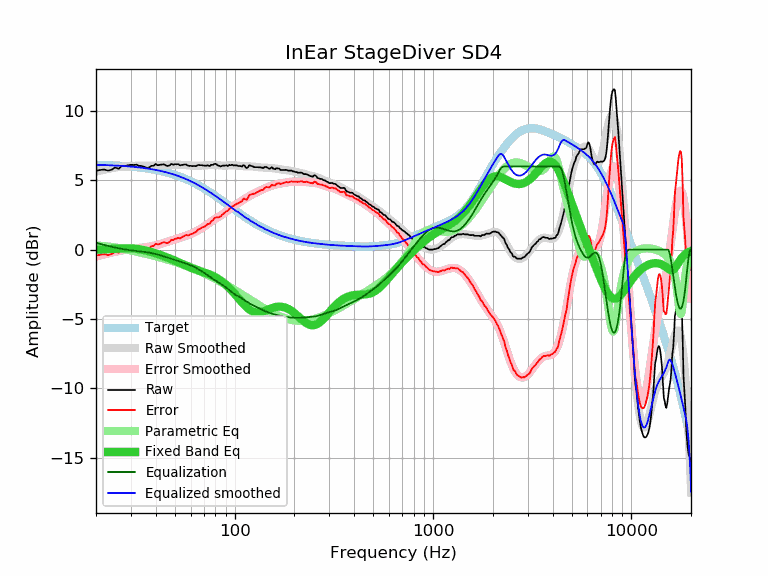 InEar StageDiver SD4
Amplitude (dBr)
10
5
0
−5
−10
−15
Target
Raw Smoothed
Error Smoothed
Raw
Error
Parametric Eq
Fixed Band Eq
Equalization
Equalized smoothed
100
1000
10000
Frequency (Hz)